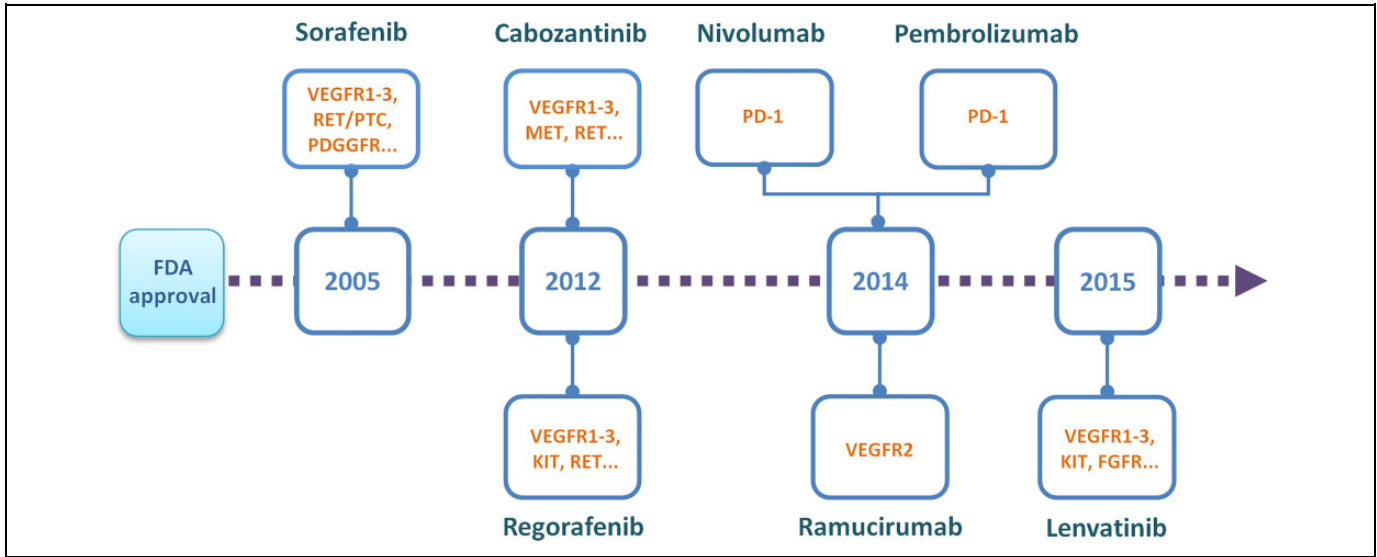 Sorafenib
Cabozantinib
Nivolumab
Pembrolizumab
VEGFR1-3,
RET/PTC,
PDGGFR...
VEGFR1-3,
MET, RET...
PD-1
PD-1
FDA
approval
2005
2012
2014
2015
VEGFR1-3,
KIT, RET...
VEGFR2
VEGFR1-3,
KIT, FGFR...
Regorafenib
Ramucirumab
Lenvatinib